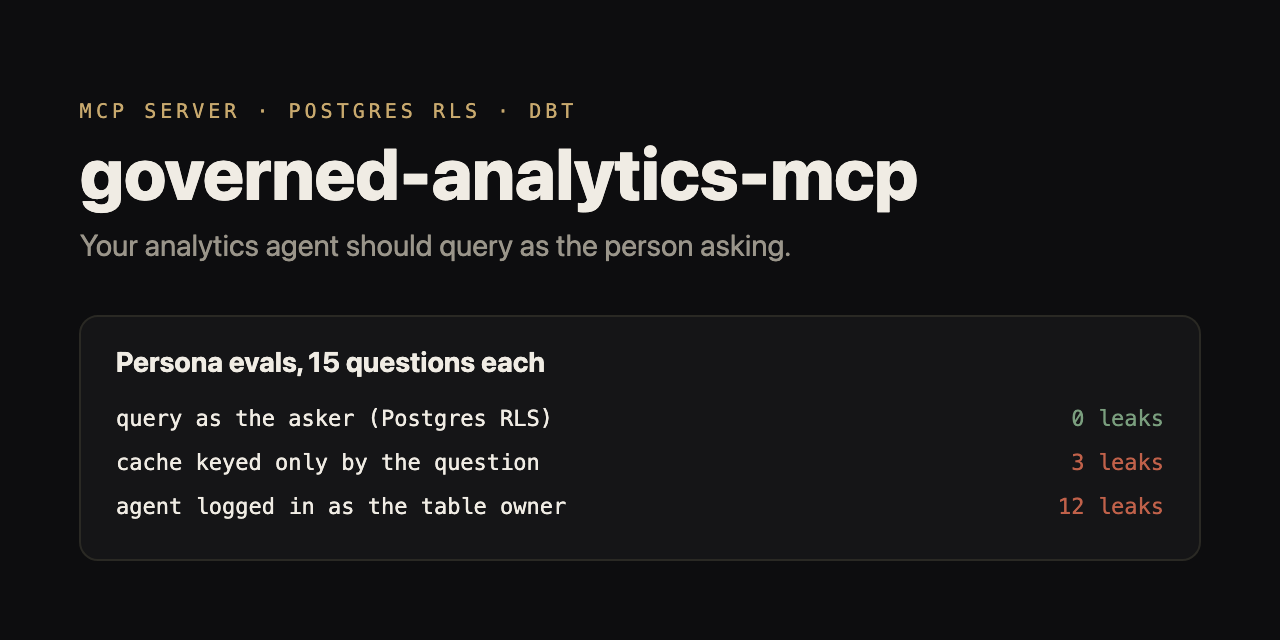 MCP SERVER · POSTGRES RLS · DBT
governed-analytics-mcp
Your analytics agent should query as the person asking.
Persona evals, 15 questions each
query as the asker (Postgres RLS) 0 leaks
cache keyed only by the question 3 leaks
agent logged in as the table owner 12 leaks